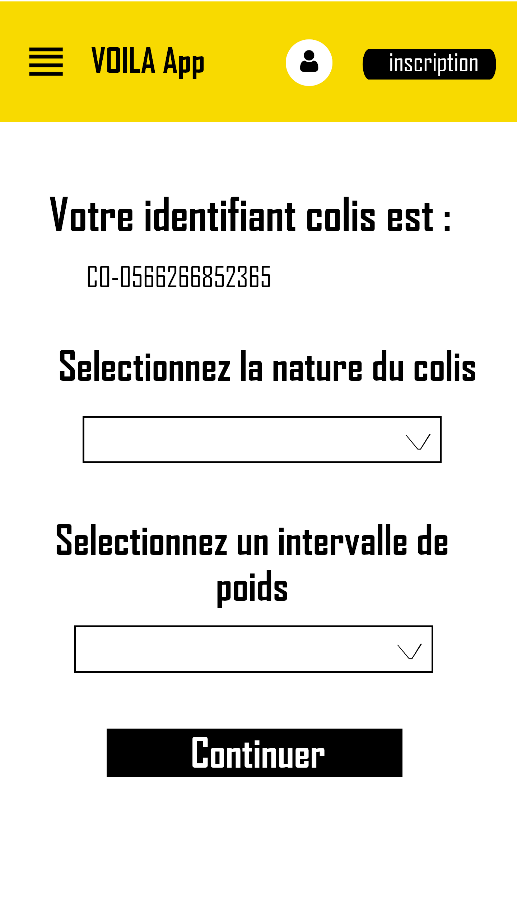 VOILA App
inscription
Votre identifiant colis est :
CO-0566266852365
Selectionnez la nature du colis
Selectionnez un intervalle de
poids
Continuer